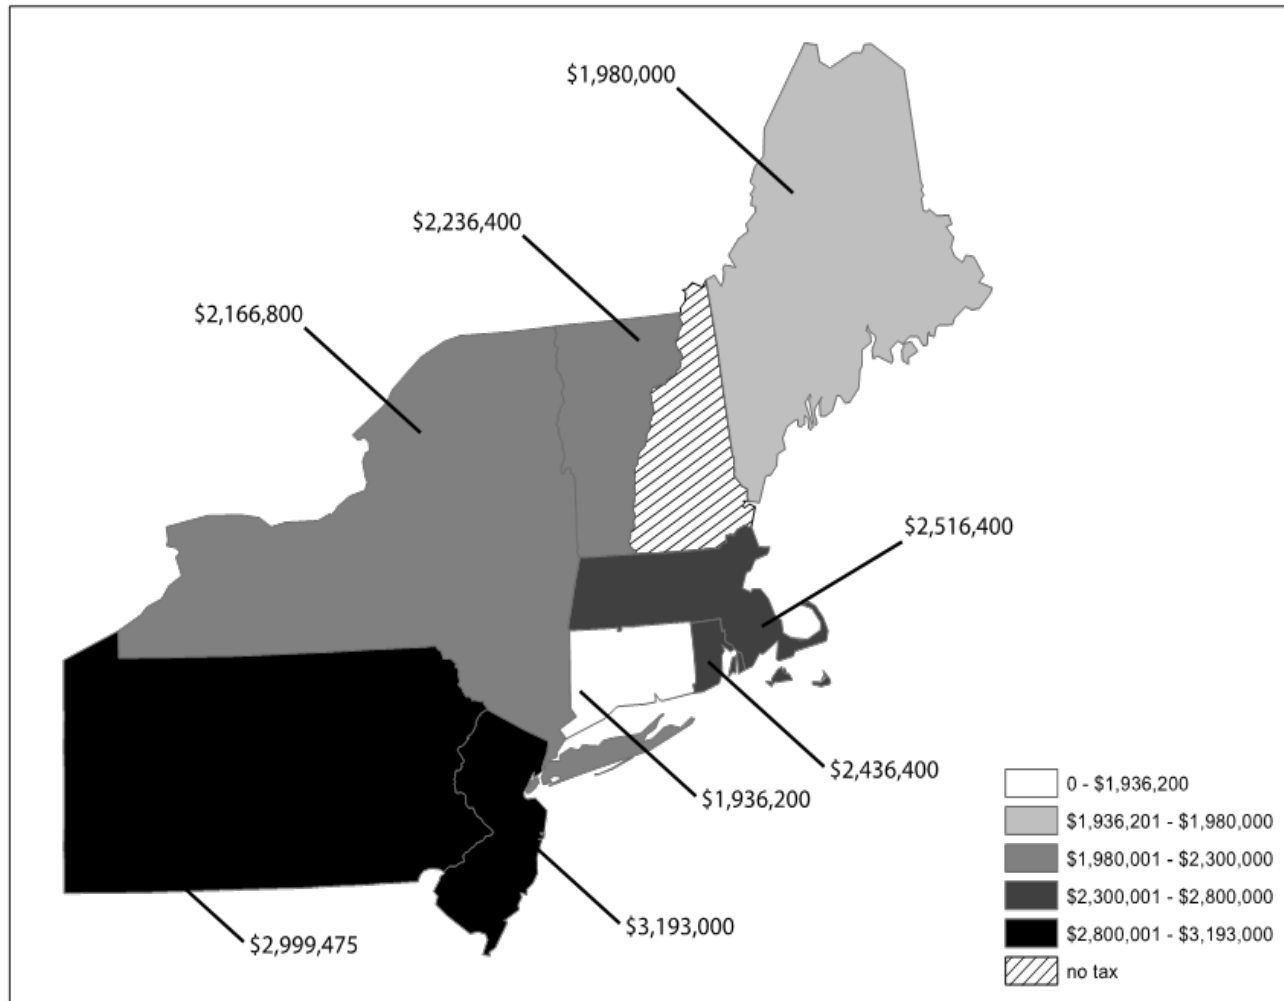 $1,980,000
$2,236,400
$2,166,800
$2,516,400
$2,436,400
$1,936,200
$3,193,000
$2,999,475
0 - $1,936,200
$1,936,201 - $1,980,000
$1,980,001 - $2,300,000
$2,300,001 - $2,800,000
$2,800,001 - $3,193,000
no tax